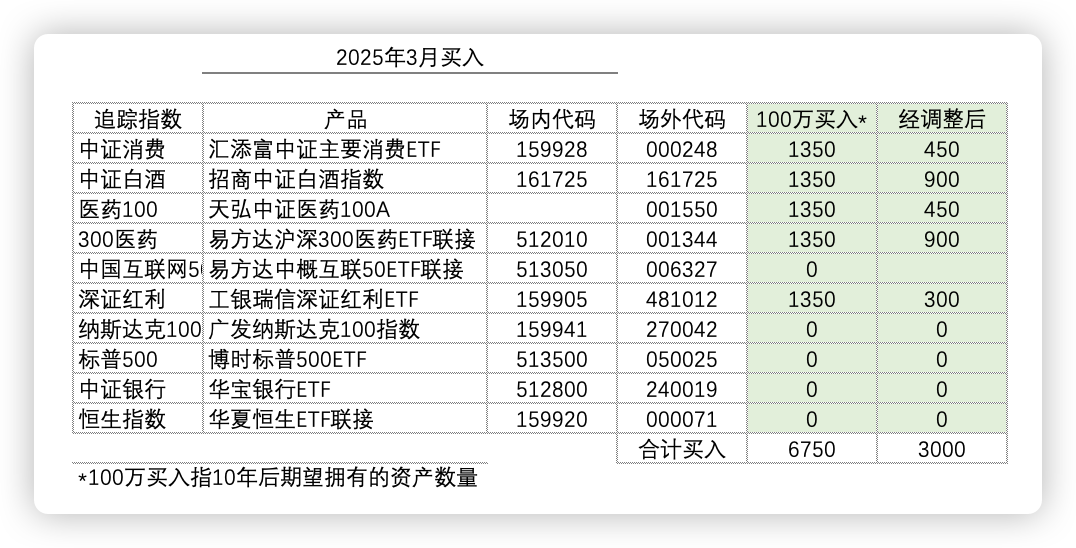 2025年3月买入
追踪指数 产品 场内代码 场外代码 100万买入* 经调整后
中证消费 汇添富中证主要消费ETF 159928 000248 1350 450
中证白酒 招商中证白酒指数 161725 161725 1350 900
医药100 天弘中证医药100A 001550 1350 450
300医药 易方达沪深300医药ETF联接 512010 001344 1350 900
中国互联网5 易方达中概互联50ETF联接 513050 006327 0
深证红利 工银瑞信深证红利ETF 159905 481012 1350 300
纳斯达克100 广发纳斯达克100指数 159941 270042 0 0
标普500 博时标普500ETF 513500 050025 0 0
中证银行 华宝银行ETF 512800 240019 0 0
恒生指数 华夏恒生ETF联接 159920 000071 0 0
合计买入 6750 3000
*100万买入指10年后期望拥有的资产数量